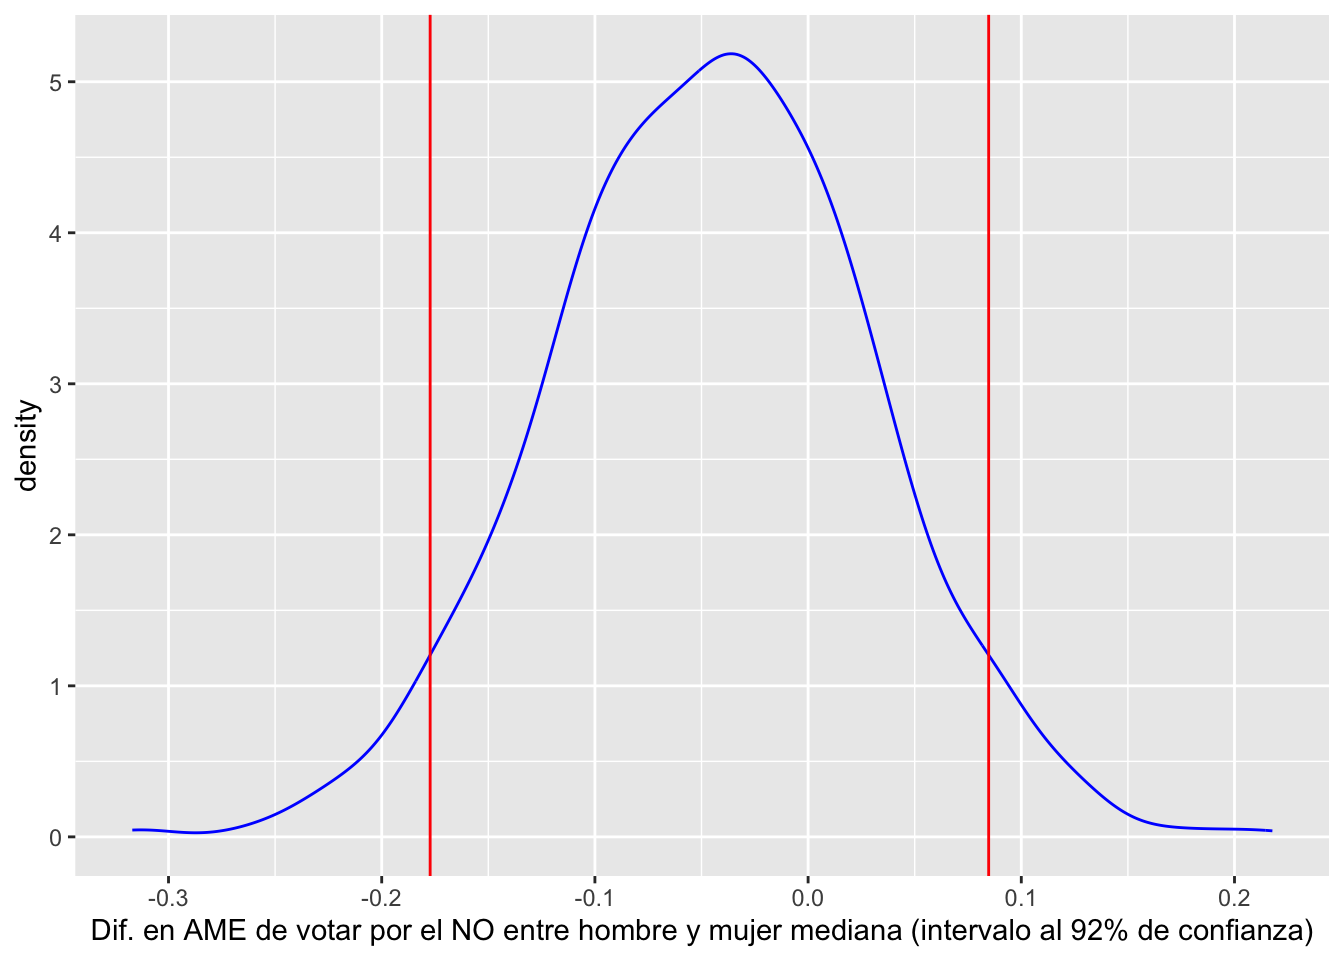 5
4
3
2
1
0
density
-0.3 -0.2 -0.1 0.0 0.1 0.2
Dif. en AME de votar por el NO entre hombre y mujer mediana (intervalo al 92% de confianza)